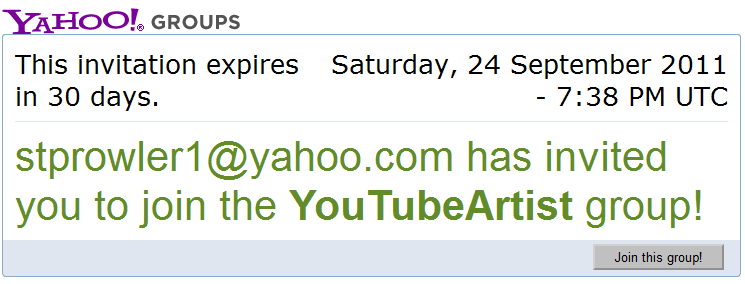 YAHOO! GROUPS
This invitation expires in 30 days.
Saturday, 24 September 2011 - 7:38 PM UTC
stprowler1@yahoo.com has invited
you to join the YouTubeArtist group!
Join this group!